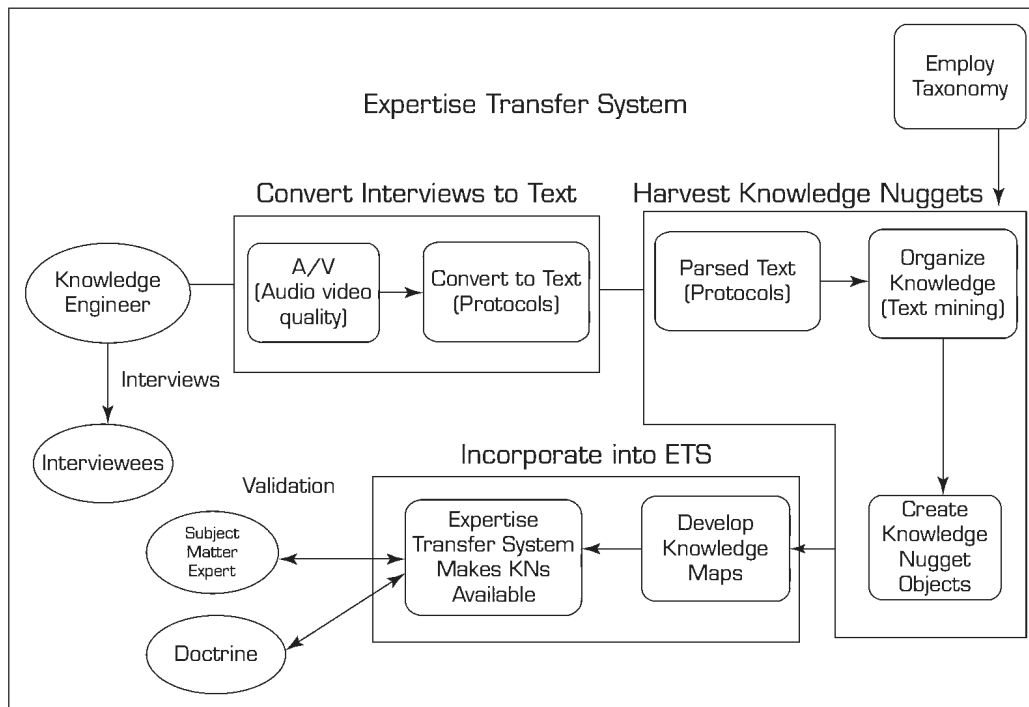 Employ
Taxonomy
Expertise Transfer System
Convert Interviews to Text
Harvest Knowledge Nuggets
Knowledge
Engineer
A/V
(Audio video
quality)
Convert to Text
(Protocols)
Parsed Text
(Protocols)
Organize
Knowledge
(Text mining)
Interviews
Interviewees
Incorporate into ETS
Validation
Subject
Matter
Expert
Expertise
Transfer System
Makes KNs
Available
Develop
Knowledge
Maps
Create
Knowledge
Nugget
Objects
Doctrine